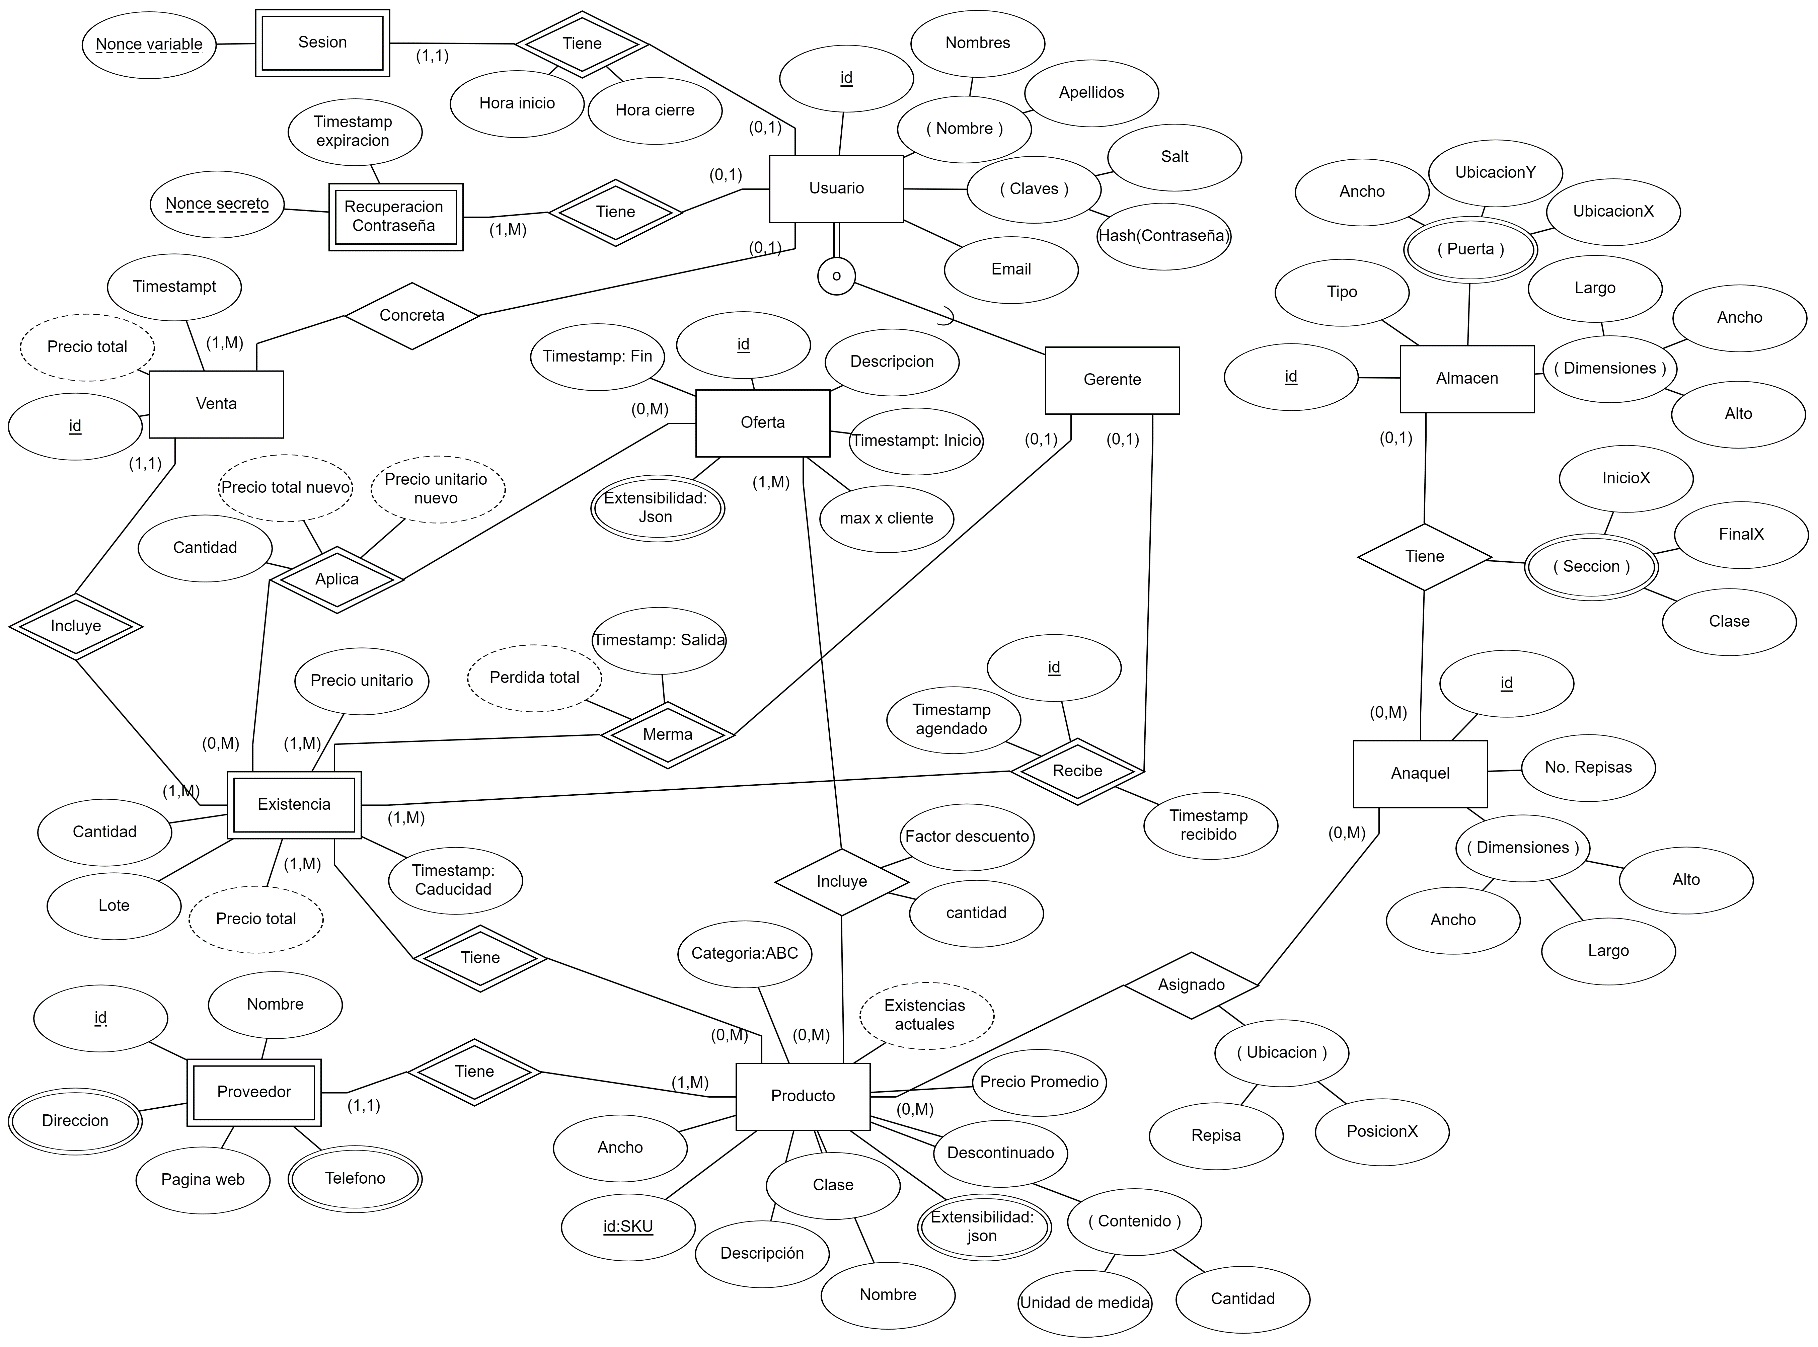 Nonce variable
Sesion
(1,1)
Tiene
Hora inicio
Hora cierre
(0,1)
id
Nombres
Apellidos
( Nombre )
Timestamp
expiracion
Nonce secreto
Recuperacion
Contraseña
(1,M)
Tiene
(0,1)
Usuario
( Claves )
Salt
Hash(Contraseña)
Email
(0,1)
o
Timestampt
Precio total
(1,M)
Concreta
Venta
id
(1,1)
Timestamp: Fin
id
Descripcion
(0,M)
Oferta
Timestampt: Inicio
(1,M)
Extensibilidad:
Json
max x cliente
Gerente
(0,1)
(0,1)
Ancho
UbicacionY
UbicacionX
( Puerta )
Tipo
Largo
Ancho
id
Almacen
( Dimensiones )
Alto
(0,1)
InicioX
FinalX
Tiene
( Seccion )
Clase
Precio total nuevo
Precio unitario
nuevo
Cantidad
Aplica
Incluye
Precio unitario
Timestamp: Salida
Perdida total
Merma
(0,M)
(1,M)
(1,M)
Existencia
(1,M)
Cantidad
Lote
(1,M)
Precio total
Timestamp:
Caducidad
id
Timestamp
agendado
Recibe
Timestamp
recibido
(0,M)
id
Anaquel
No. Repisas
(0,M)
( Dimensiones )
Alto
Ancho
Largo
Factor descuento
Incluye
cantidad
Tiene
Categoria:ABC
Existencias
actuales
Asignado
( Ubicacion )
Repisa
PosicionX
(0,M)
(0,M)
id
Nombre
Proveedor
Direccion
Pagina web
Telefono
(1,1)
Tiene
(1,M)
Producto
Precio Promedio
(0,M)
Ancho
id:SKU
Descripción
Clase
Nombre
Descontinuado
Extensibilidad:
json
( Contenido )
Unidad de medida
Cantidad